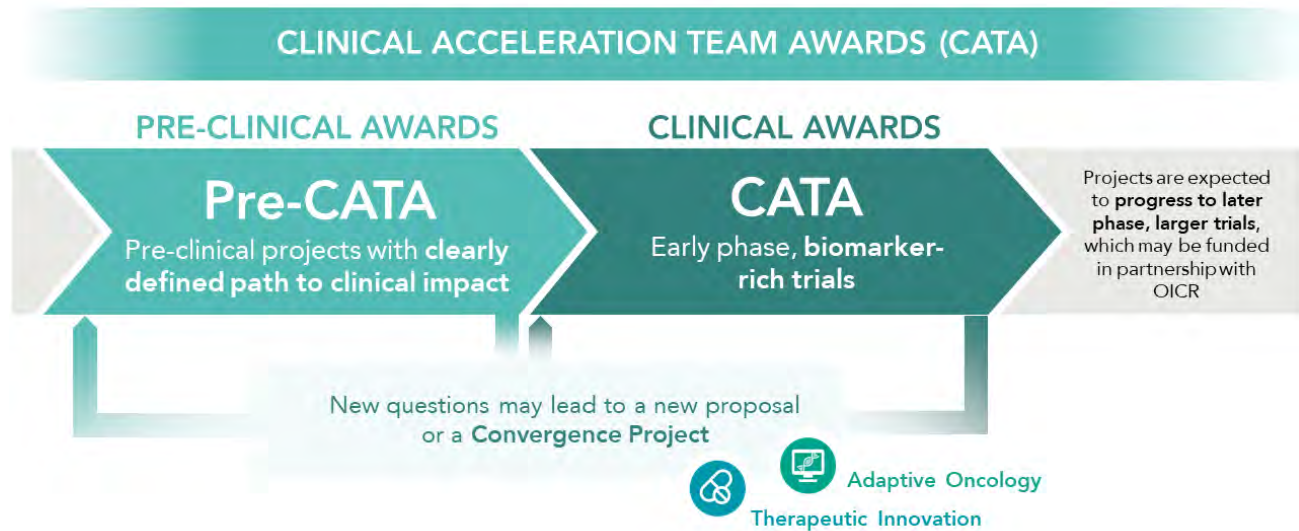 CLINICAL ACCELERATION TEAM AWARDS (CATA)
PRE-CLINICAL AWARDS
Pre-CATA
Pre-clinical projects with clearly
defined path to clinical impact
CLINICAL AWARDS
CATA
Early phase, biomarker-
rich trials
Projects are expected
to progress to later
phase, larger trials,
which may be funded
in partnership with
OICR
New questions may lead to a new proposal
or a Convergence Project
Adaptive Oncology
Therapeutic Innovation